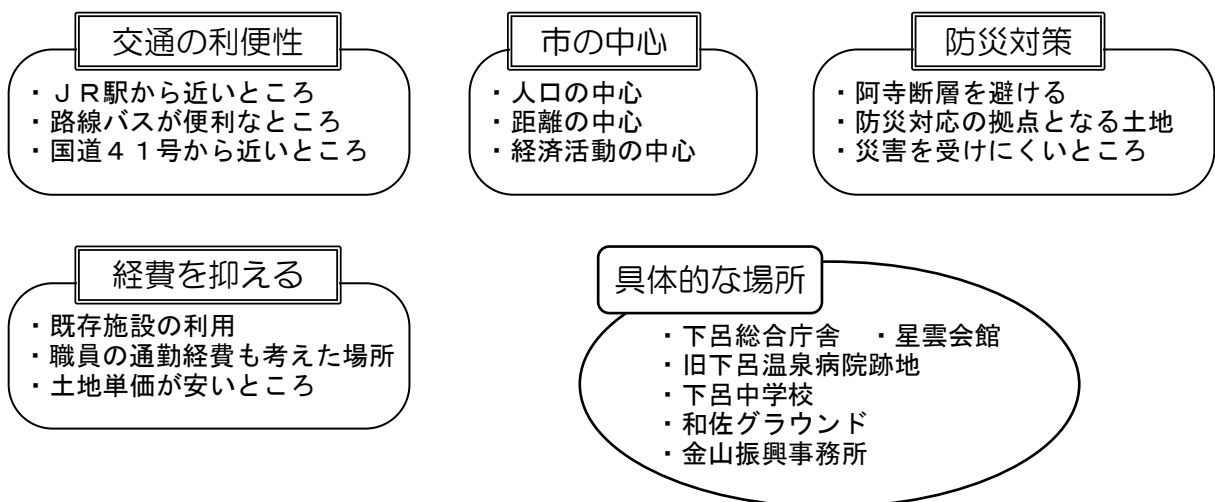 交通の利便性
・ＪＲ駅から近いところ
・路線バスが便利なところ
・国道４１号から近いところ
市の中心
・人口の中心
・距離の中心
・経済活動の中心
防災対策
・阿寺断層を避ける
・防災対応の拠点となる土地
・災害を受けにくいところ
経費を抑える
・既存施設の利用
・職員の通勤経費も考えた場所
・土地単価が安いところ
具体的な場所
・下呂総合庁舎　・星雲会館
・旧下呂温泉病院跡地
・下呂中学校
・和佐グラウンド
・金山振興事務所